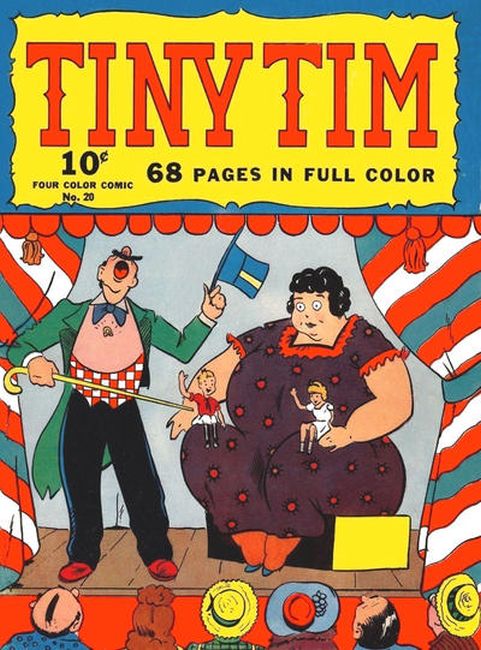 TINY TIM
10¢
68 PAGES IN FULL COLOR
FOUR COLOR COMIC
No. 20